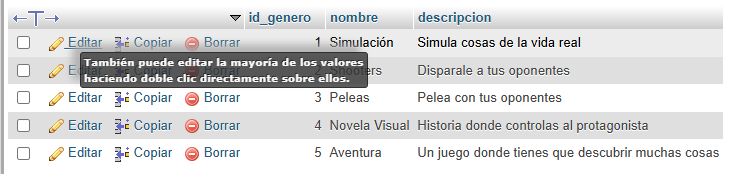 id_genero nombre descripcion
Editar Copiar Borrar 1 Simulación Simula cosas de la vida real
También puede editar la mayoría de los valores
haciendo doble clic directamente sobre ellos.
2 Shooters Disparale a tus oponentes
Editar Copiar Borrar 3 Peleas Pelea con tus oponentes
Editar Copiar Borrar 4 Novela Visual Historia donde controlas al protagonista
Editar Copiar Borrar 5 Aventura Un juego donde tienes que descubrir muchas cosas